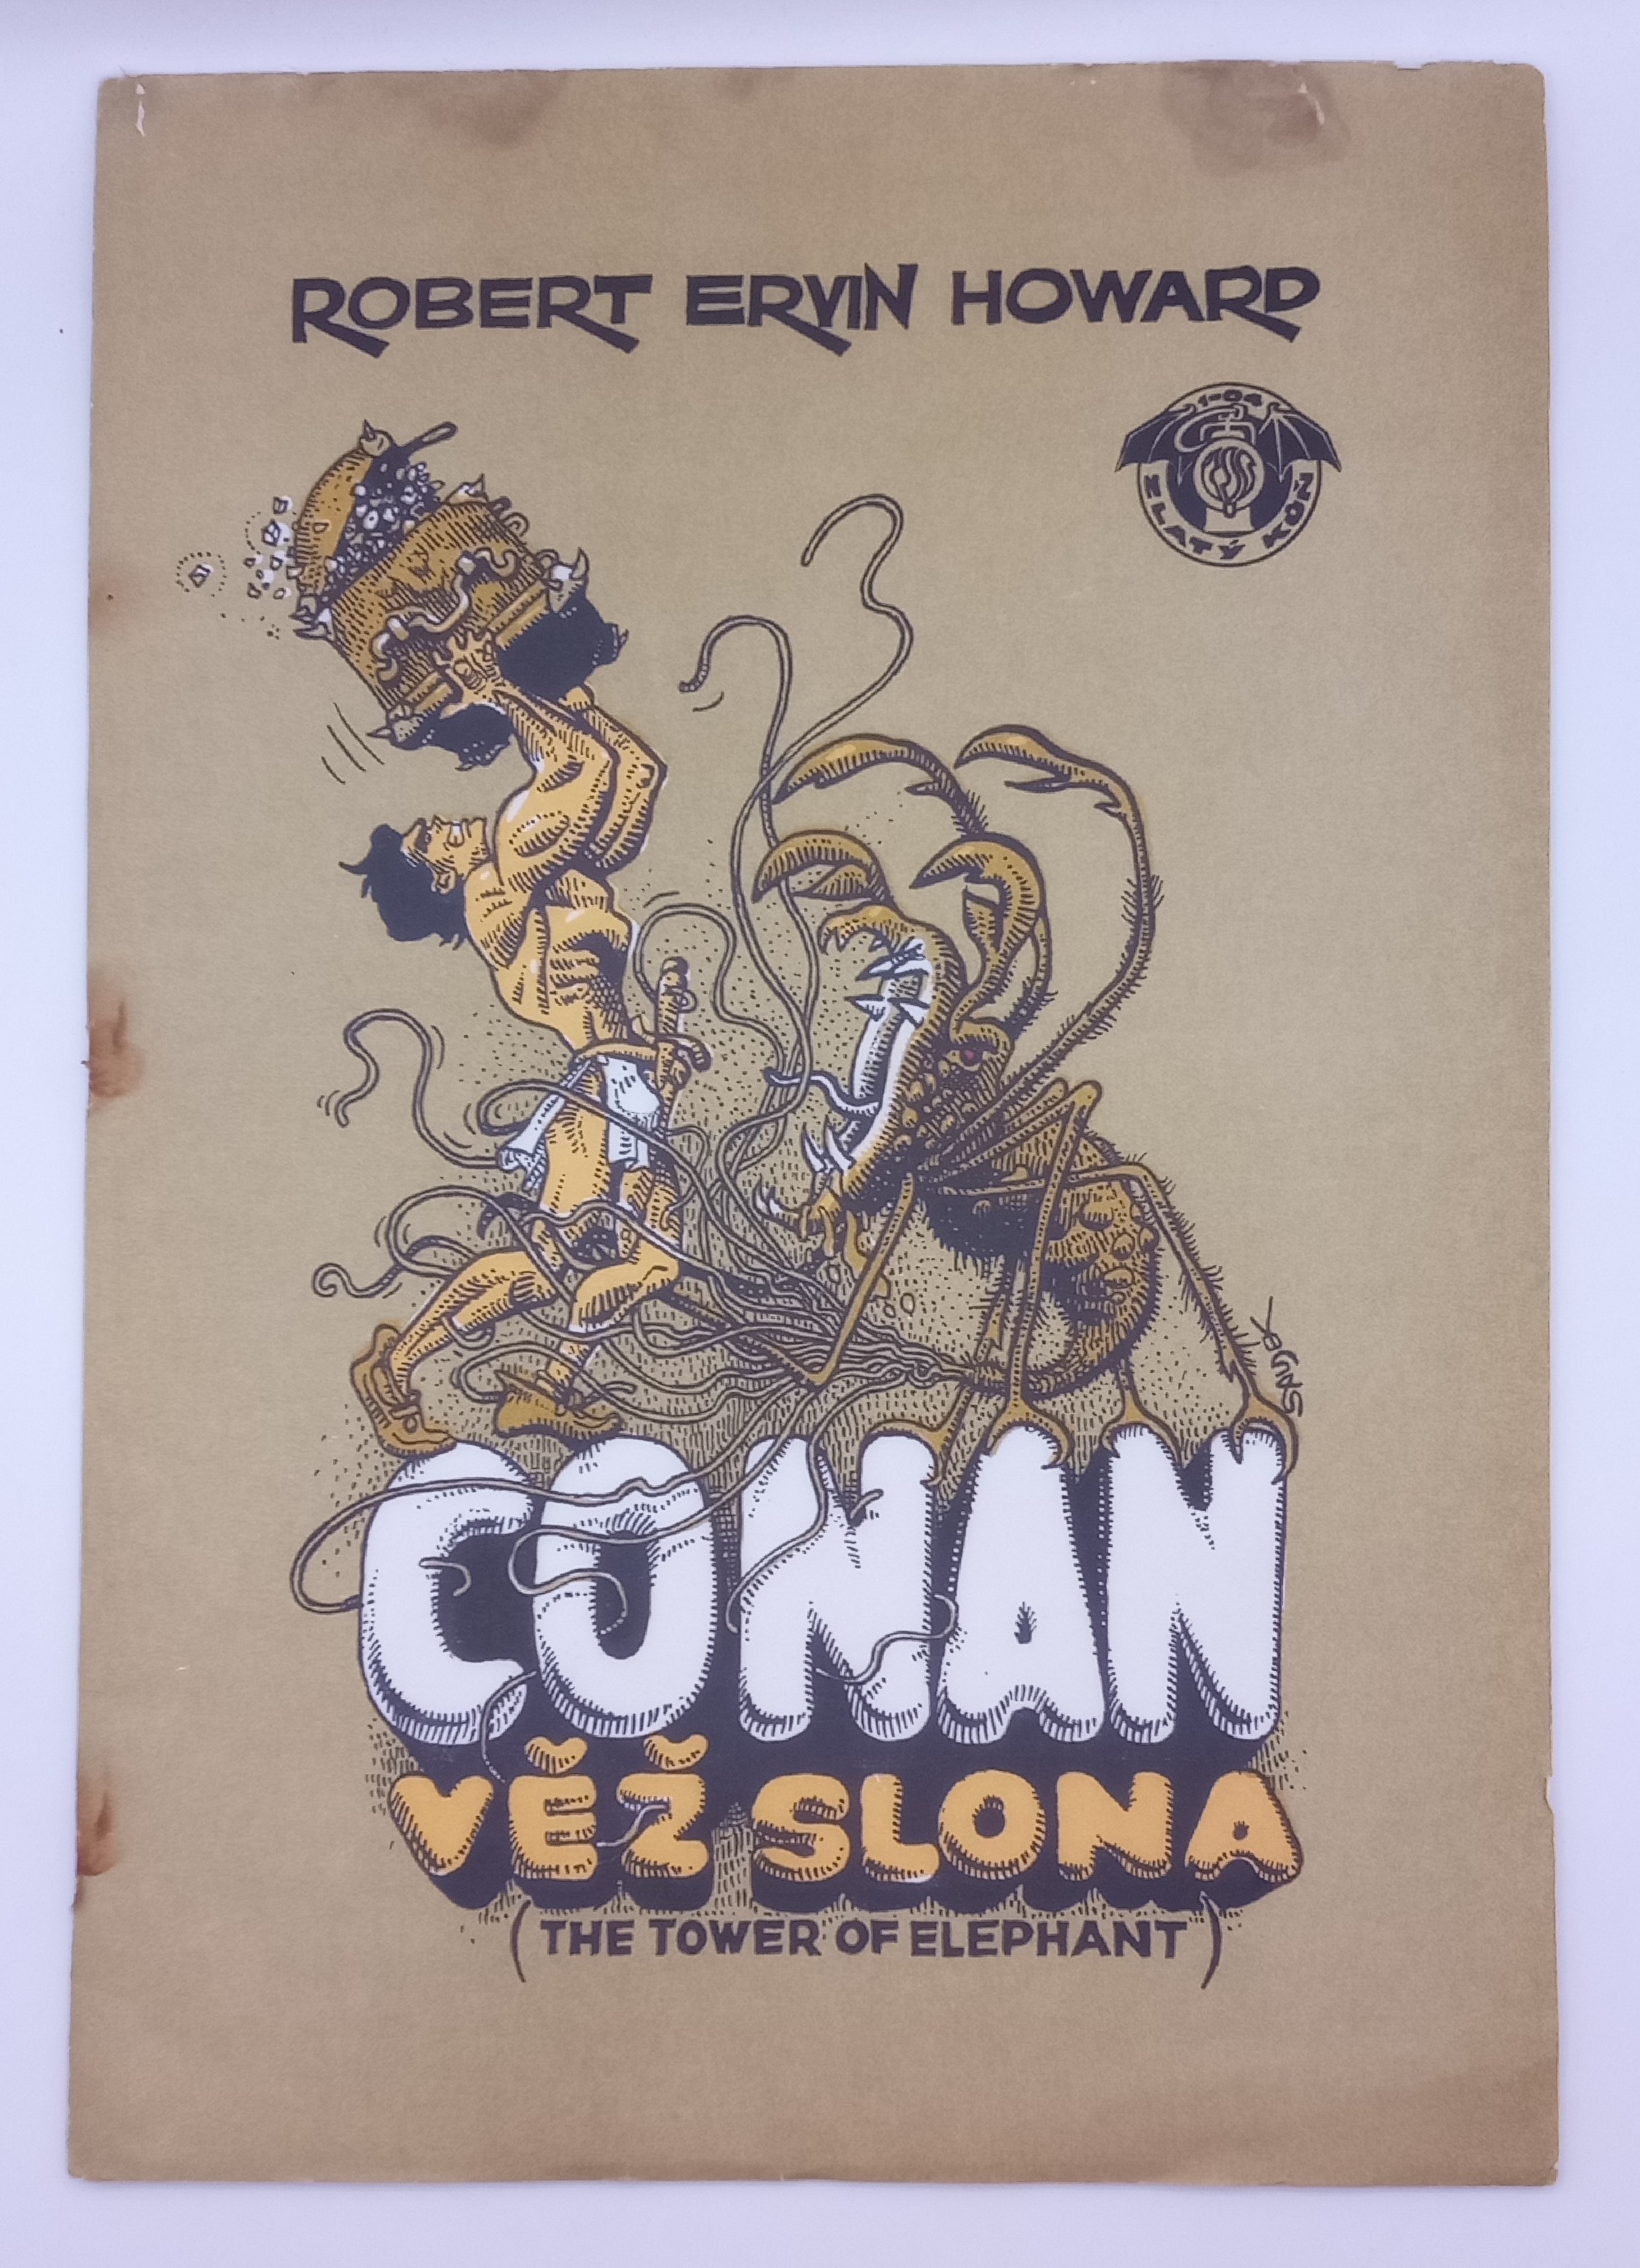 ROBERT ERVIN HOWARD
1-04
ZLATÝ KŮŇ
CONAN
VĚŽ SLONA
(THE TOWER OF ELEPHANT)